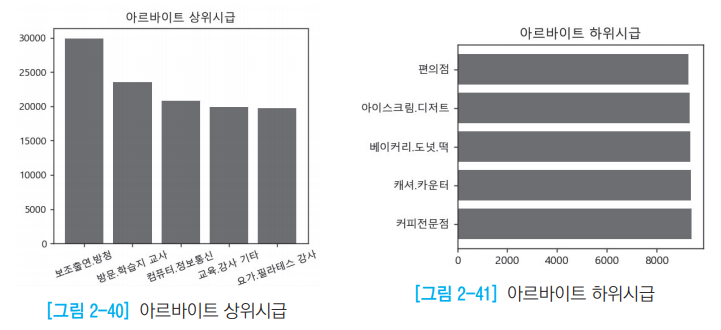 아르바이트 상위시급
30000
25000
20000
15000
10000
5000
0
보조출연.방청
방문.학습지 교사
컴퓨터.정보통신
교육.강사 기타
요가.필라테스 강사
[그림 2-40] 아르바이트 상위시급
아르바이트 하위시급
편의점
아이스크림.디저트
베이커리.도넛.떡
캐셔.카운터
커피전문점
0 2000 4000 6000 8000
[그림 2-41] 아르바이트 하위시급